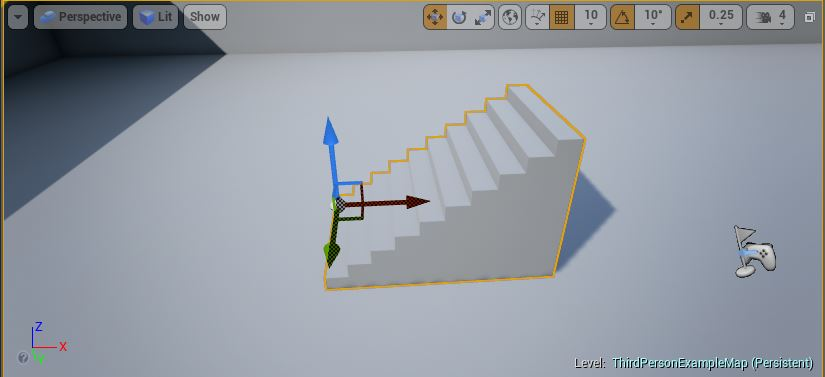 Perspective Lit Show 10 10° 0.25 4
Z
X
Y
Level: ThirdPersonExampleMap (Persistent)